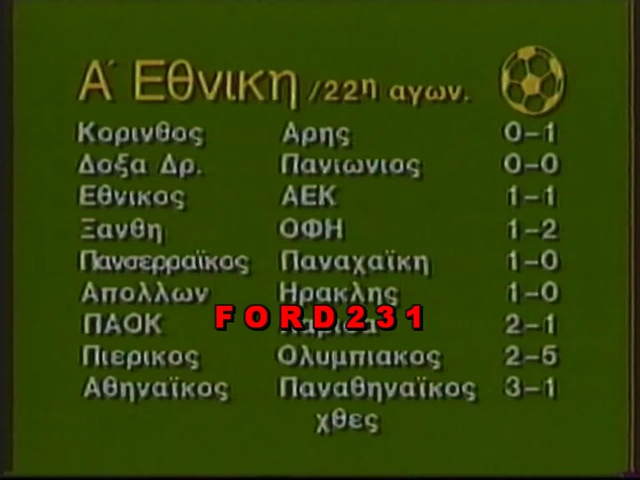 Α΄ Εθνικη /22η αγων.
Κορινθος Αρης 0-1
Δοξα Δρ. Πανιωνιος 0-0
Εθνικος ΑΕΚ 1-1
Ξανθη ΟΦΗ 1-2
Πανσερραϊκος Παναχαϊκη 1-0
Απολλων Ηρακλης 1-0
ΠΑΟΚ 2-1
FORD231
Πιερικος Ολυμπιακος 2-5
Αθηναϊκος Παναθηναϊκος 3-1
χθες